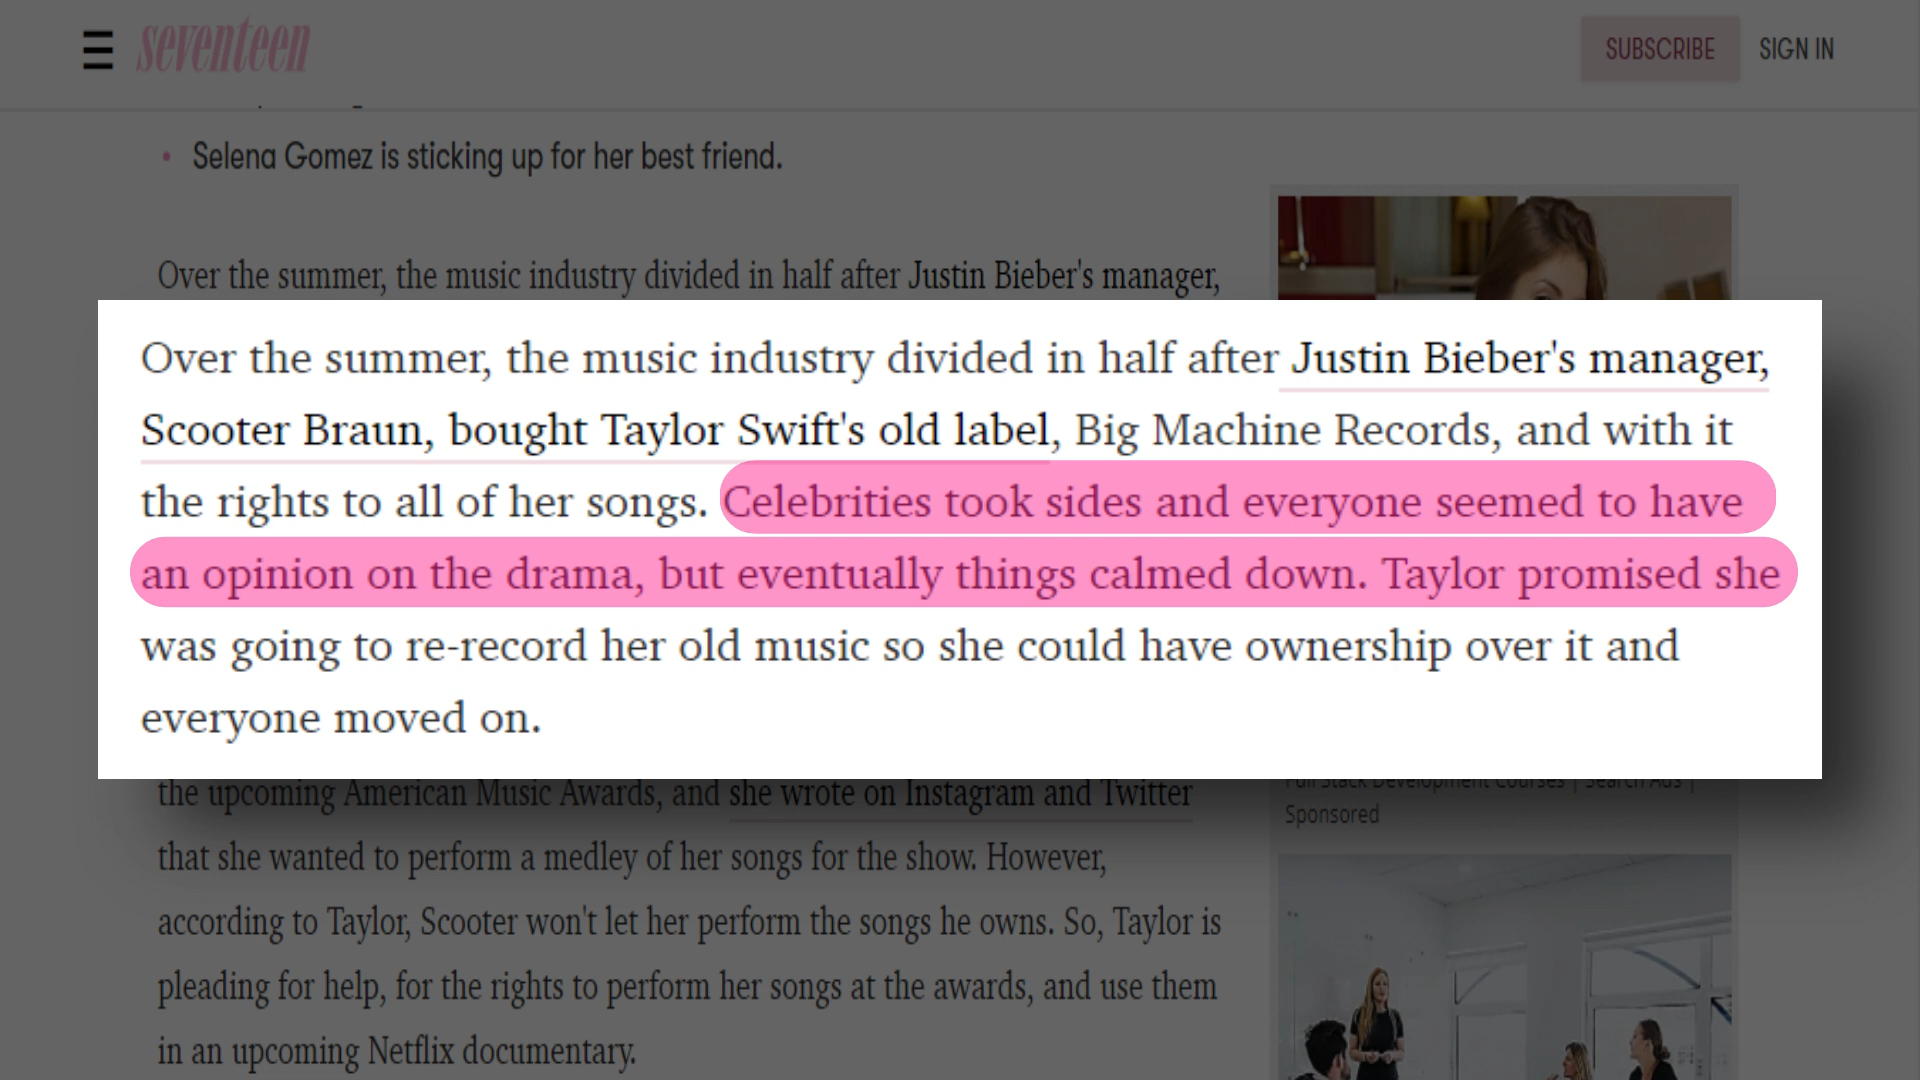 seventeen
SUBSCRIBE
SIGN IN
Selena Gomez is sticking up for her best friend.
Over the summer, the music industry divided in half after Justin Bieber's manager,
Over the summer, the music industry divided in half after Justin Bieber's manager,
Scooter Braun, bought Taylor Swift's old label, Big Machine Records, and with it
the rights to all of her songs. Celebrities took sides and everyone seemed to have
an opinion on the drama, but eventually things calmed down. Taylor promised she
was going to re-record her old music so she could have ownership over it and
everyone moved on.
the upcoming American Music Awards, and she wrote on Instagram and Twitter
that she wanted to perform a medley of her songs for the show. However,
according to Taylor, Scooter won't let her perform the songs he owns. So, Taylor is
pleading for help, for the rights to perform her songs at the awards, and use them
in an upcoming Netflix documentary.
Full Stack Development Courses | Search Ads |
Sponsored